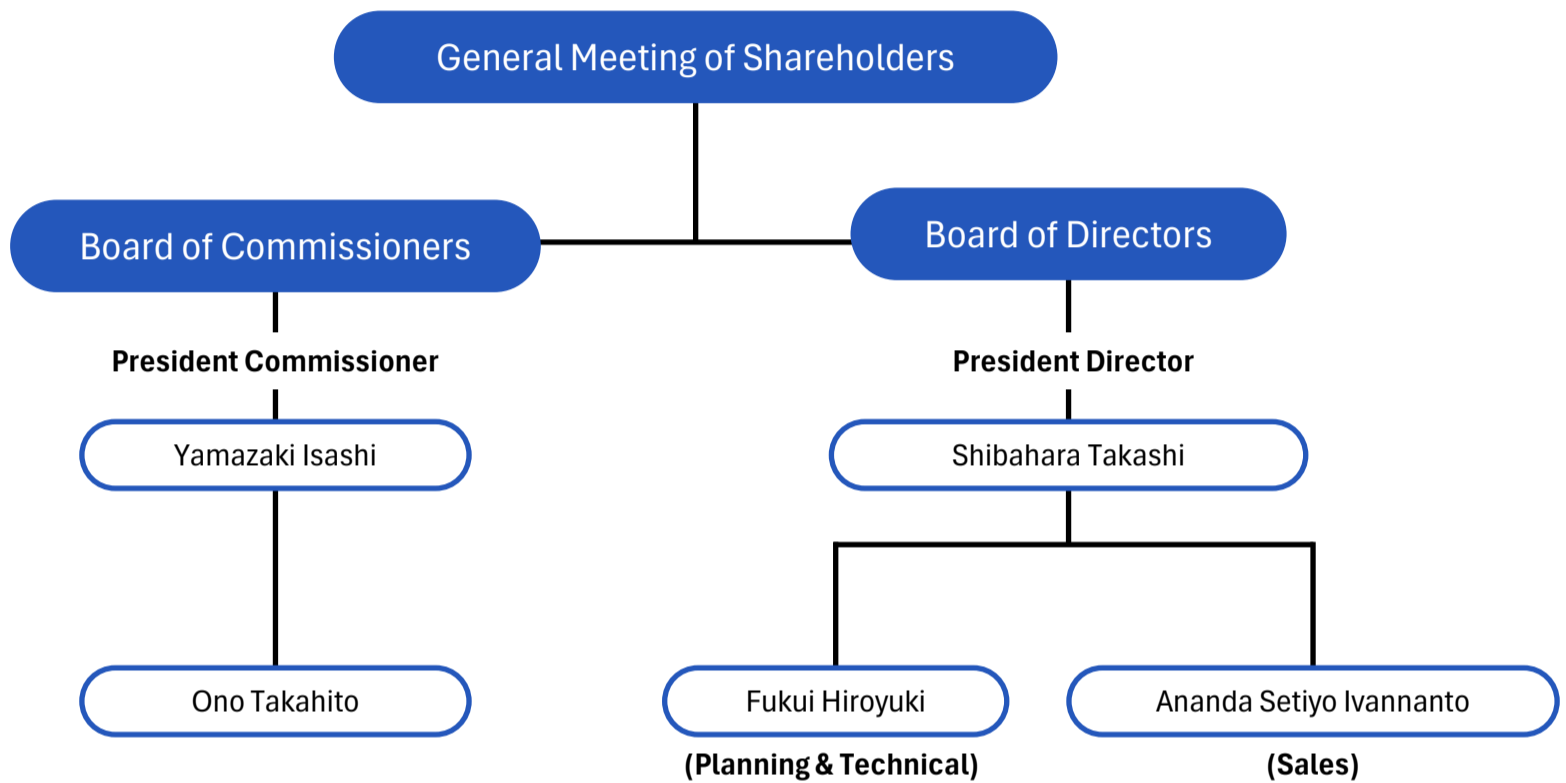 General Meeting of Shareholders
Board of Commissioners
Board of Directors
President Commissioner
President Director
Yamazaki Isashi
Shibahara Takashi
Ono Takahito
Fukui Hiroyuki
Ananda Setiyo Ivannanto
(Planning & Technical)
(Sales)